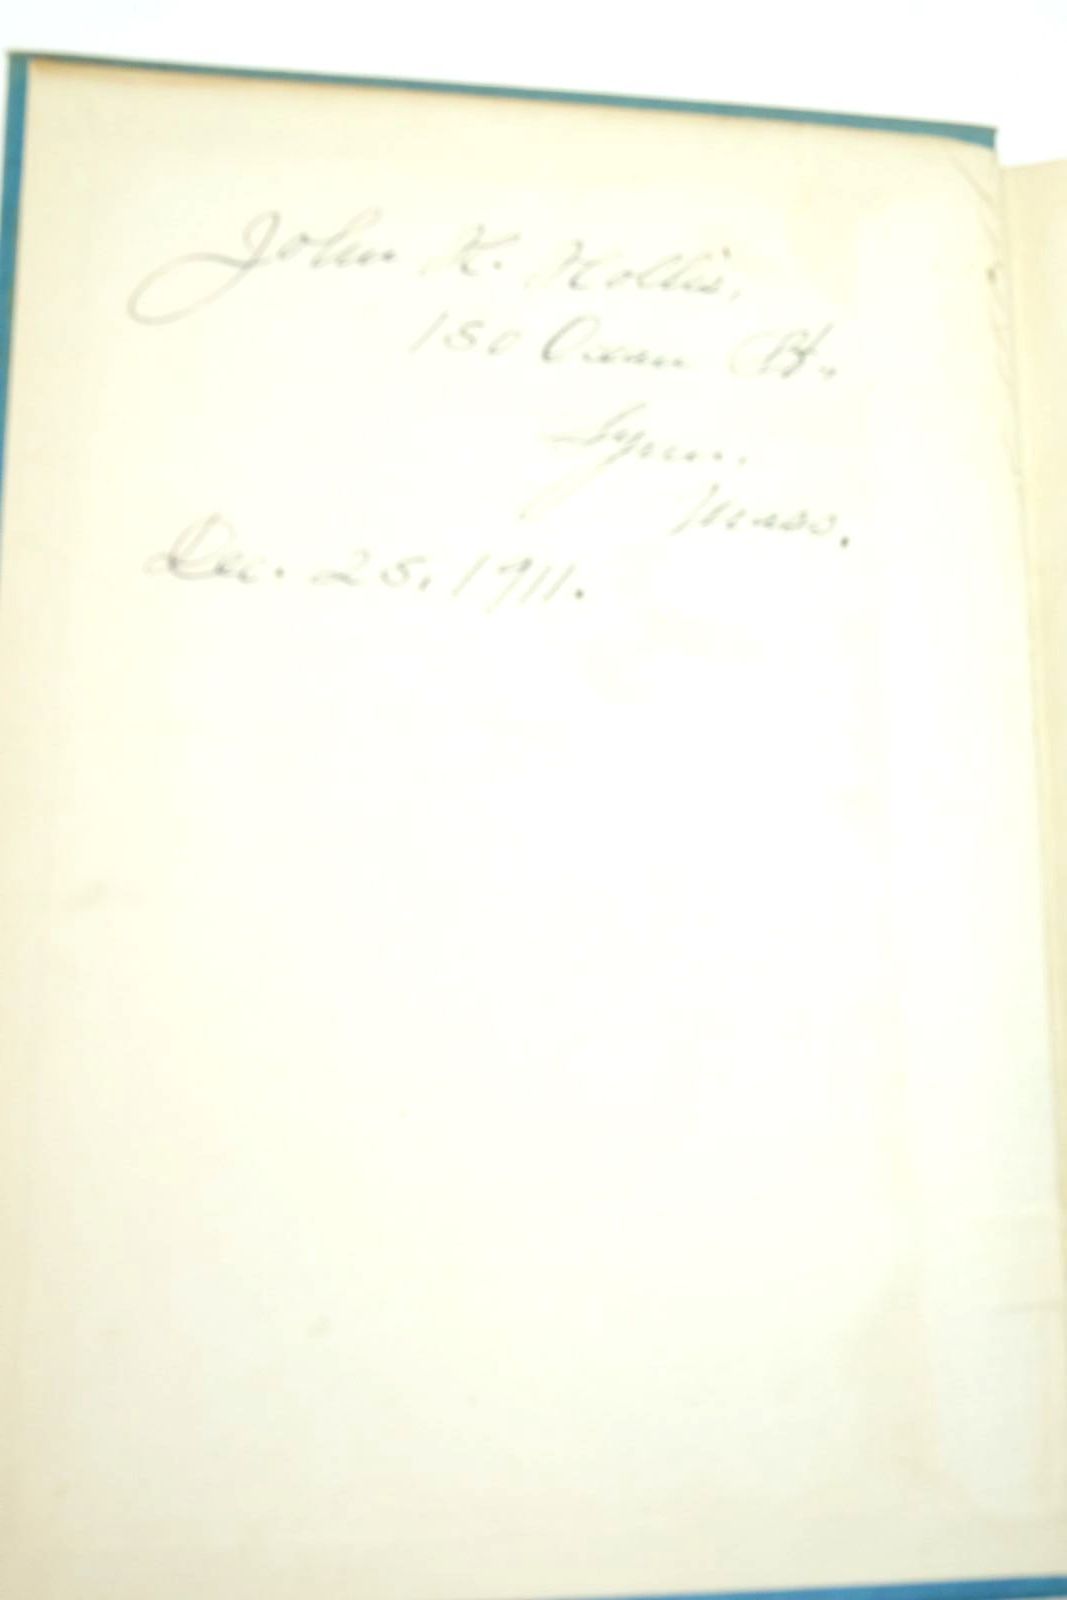 John K. Hollis,
150 Ocean St.,
Lynn.
Mass.
Dec. 25, 1911.